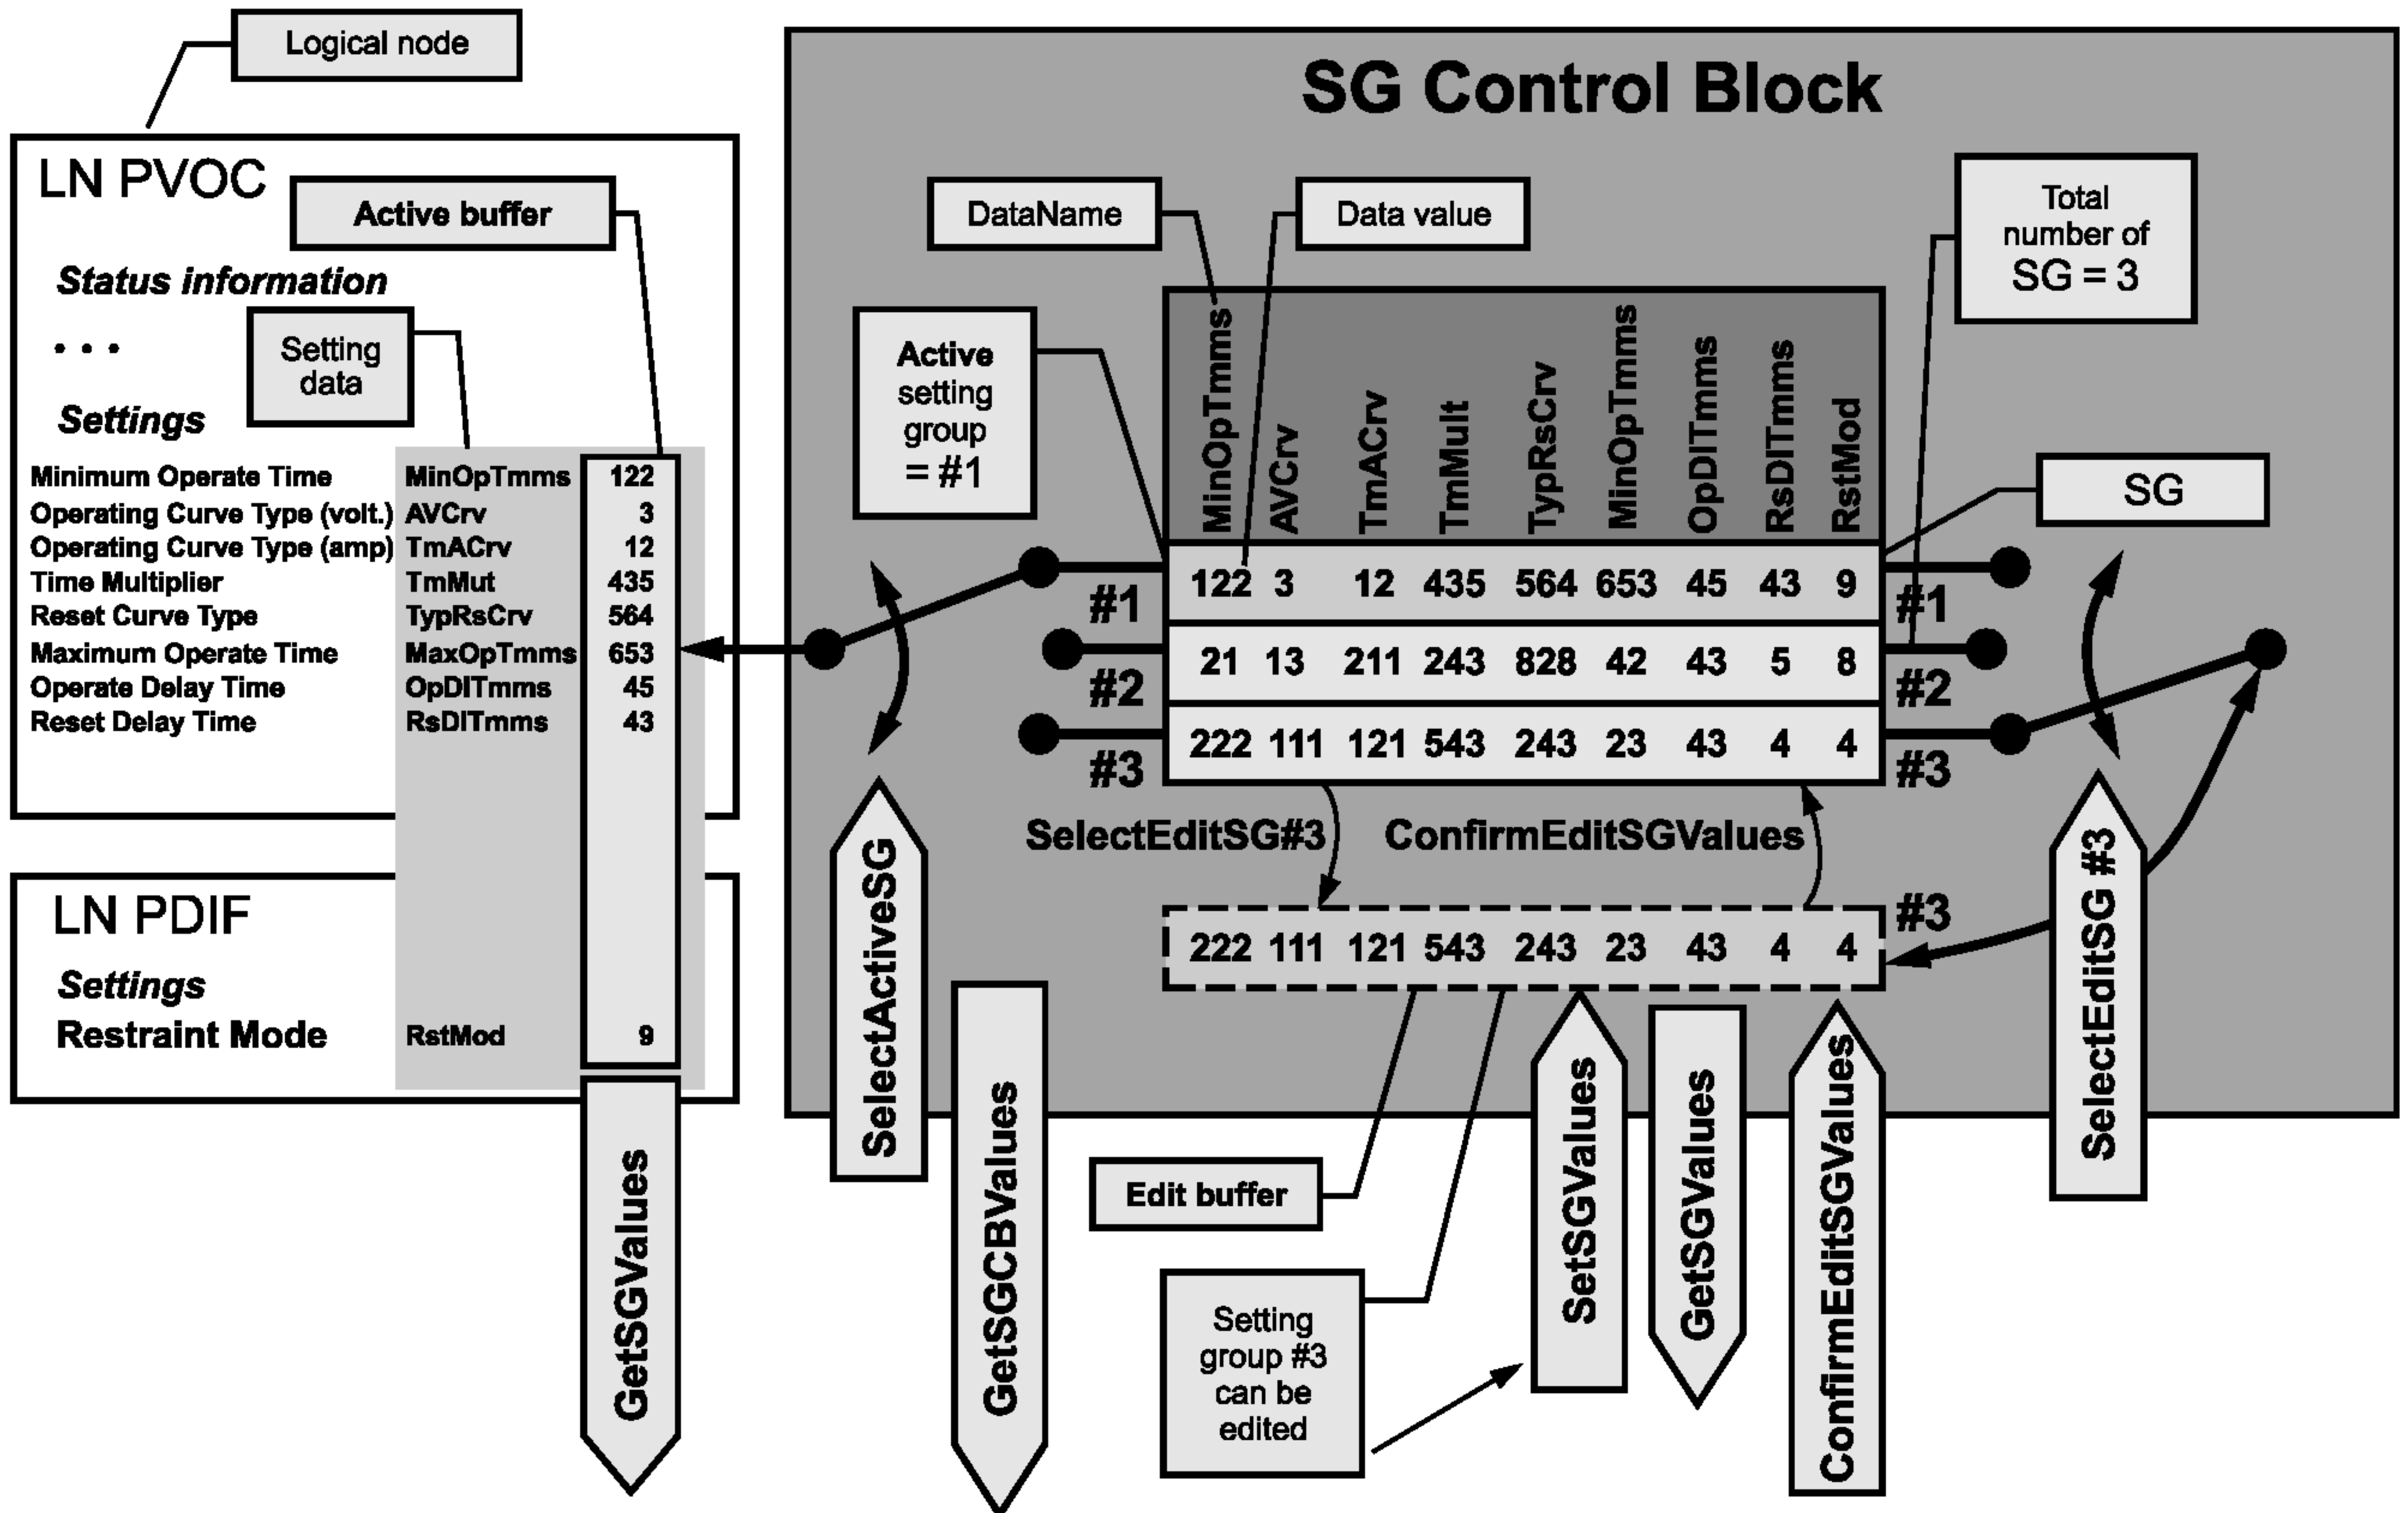 Logical node
LN PVOC
Active buffer
Status information
...
Setting
data
Settings
Minimum Operate Time MinOpTmms 122
Operating Curve Type (volt.) AVCrv 3
Operating Curve Type (amp) TmACrv 12
Time Multiplier TmMut 435
Reset Curve Type TypRsCrv 564
Maximum Operate Time MaxOpTmms 653
Operate Delay Time OpDlTmms 45
Reset Delay Time RsDlTmms 43
LN PDIF
Settings
Restraint Mode RstMod 9
GetSGValues
SG Control Block
DataName
Data value
Total
number of
SG = 3
Active
setting
group
= #1
MinOpTmms
AVCrv
TmACrv
TmMult
TypRsCrv
MinOpTmms
OpDlTmms
RsDlTmms
RstMod
SG
#1 122 3 12 435 564 653 45 43 9 #1
#2 21 13 211 243 828 42 43 5 8 #2
#3 222 111 121 543 243 23 43 4 4 #3
SelectEditSG#3
ConfirmEditSGValues
#3
222 111 121 543 243 23 43 4 4
SelectActiveSG
GetSGCBValues
Edit buffer
Setting
group #3
can be
edited
SetSGValues
GetSGValues
ConfirmEditSGValues
SelectEditSG #3